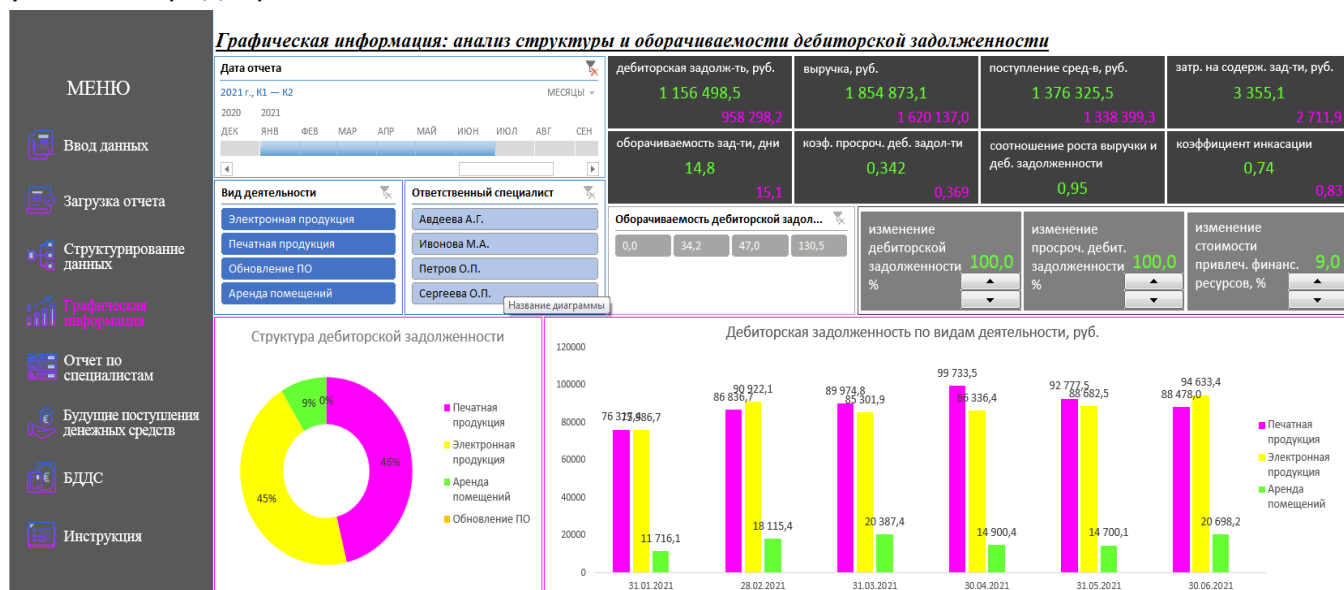 Графическая информация: анализ структуры и оборачиваемости дебиторской задолженности
МЕНЮ
Ввод данных
Загрузка отчета
Структурирование
данных
Графическая
информация
Отчет по
специалистам
Будущие поступления
денежных средств
БДДС
Инструкция
Дата отчета
2021 г., К1 — К2
МЕСЯЦЫ
2020 2021
ДЕК ЯНВ ФЕВ МАР АПР МАЙ ИЮН ИЮЛ АВГ СЕН
Вид деятельности
Электронная продукция
Печатная продукция
Обновление ПО
Аренда помещений
Ответственный специалист
Авдеева А.Г.
Ивонова М.А.
Петров О.П.
Сергеева О.П.
Название диаграммы
дебиторская задолж-ть, руб.
1 156 498,5
958 298,2
выручка, руб.
1 854 873,1
1 620 137,0
поступление сред-в, руб.
1 376 325,5
1 338 399,3
затр. на содерж. зад-ти, руб.
3 355,1
2 711,9
оборачиваемость зад-ти, дни
14,8
15,1
коэф. просроч. деб. задол-ти
0,342
0,369
соотношение роста выручки и
деб. задолженности
0,95
коэффициент инкасации
0,74
0,83
Оборачиваемость дебиторской задол...
0,0 34,2 47,0 130,5
изменение
дебиторской
задолженности
%
100,0
изменение
просроч. дебит.
задолженности
%
100,0
изменение
стоимости
привлеч. финанс.
ресурсов, %
9,0
Структура дебиторской задолженности
9% 0%
46%
45%
Печатная
продукция
Электронная
продукция
Аренда
помещений
Обновление ПО
Дебиторская задолженность по видам деятельности, руб.
120000
100000
80000
60000
40000
20000
0
11 716,1
86 836,7
90 922,1
18 115,4
89 974,8
85 301,9
20 387,4
99 733,5
86 336,4
14 900,4
92 777,5
88 682,5
14 700,1
88 478,0
94 633,4
20 698,2
31.01.2021 28.02.2021 31.03.2021 30.04.2021 31.05.2021 30.06.2021
Печатная
продукция
Электронная
продукция
Аренда
помещений